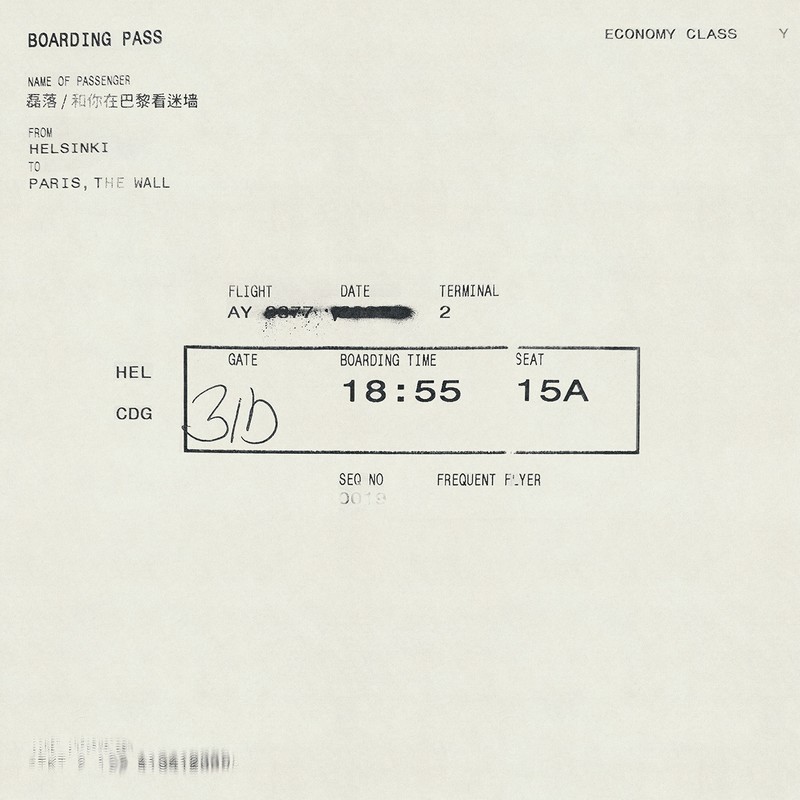 BOARDING PASS
ECONOMY CLASS Y
NAME OF PASSENGER
磊落 / 和你在巴黎看迷墙
FROM
HELSINKI
TO
PARIS, THE WALL
FLIGHT DATE TERMINAL
AY 2
HEL
CDG
GATE BOARDING TIME SEAT
31D 18:55 15A
SEQ NO FREQUENT FLYER